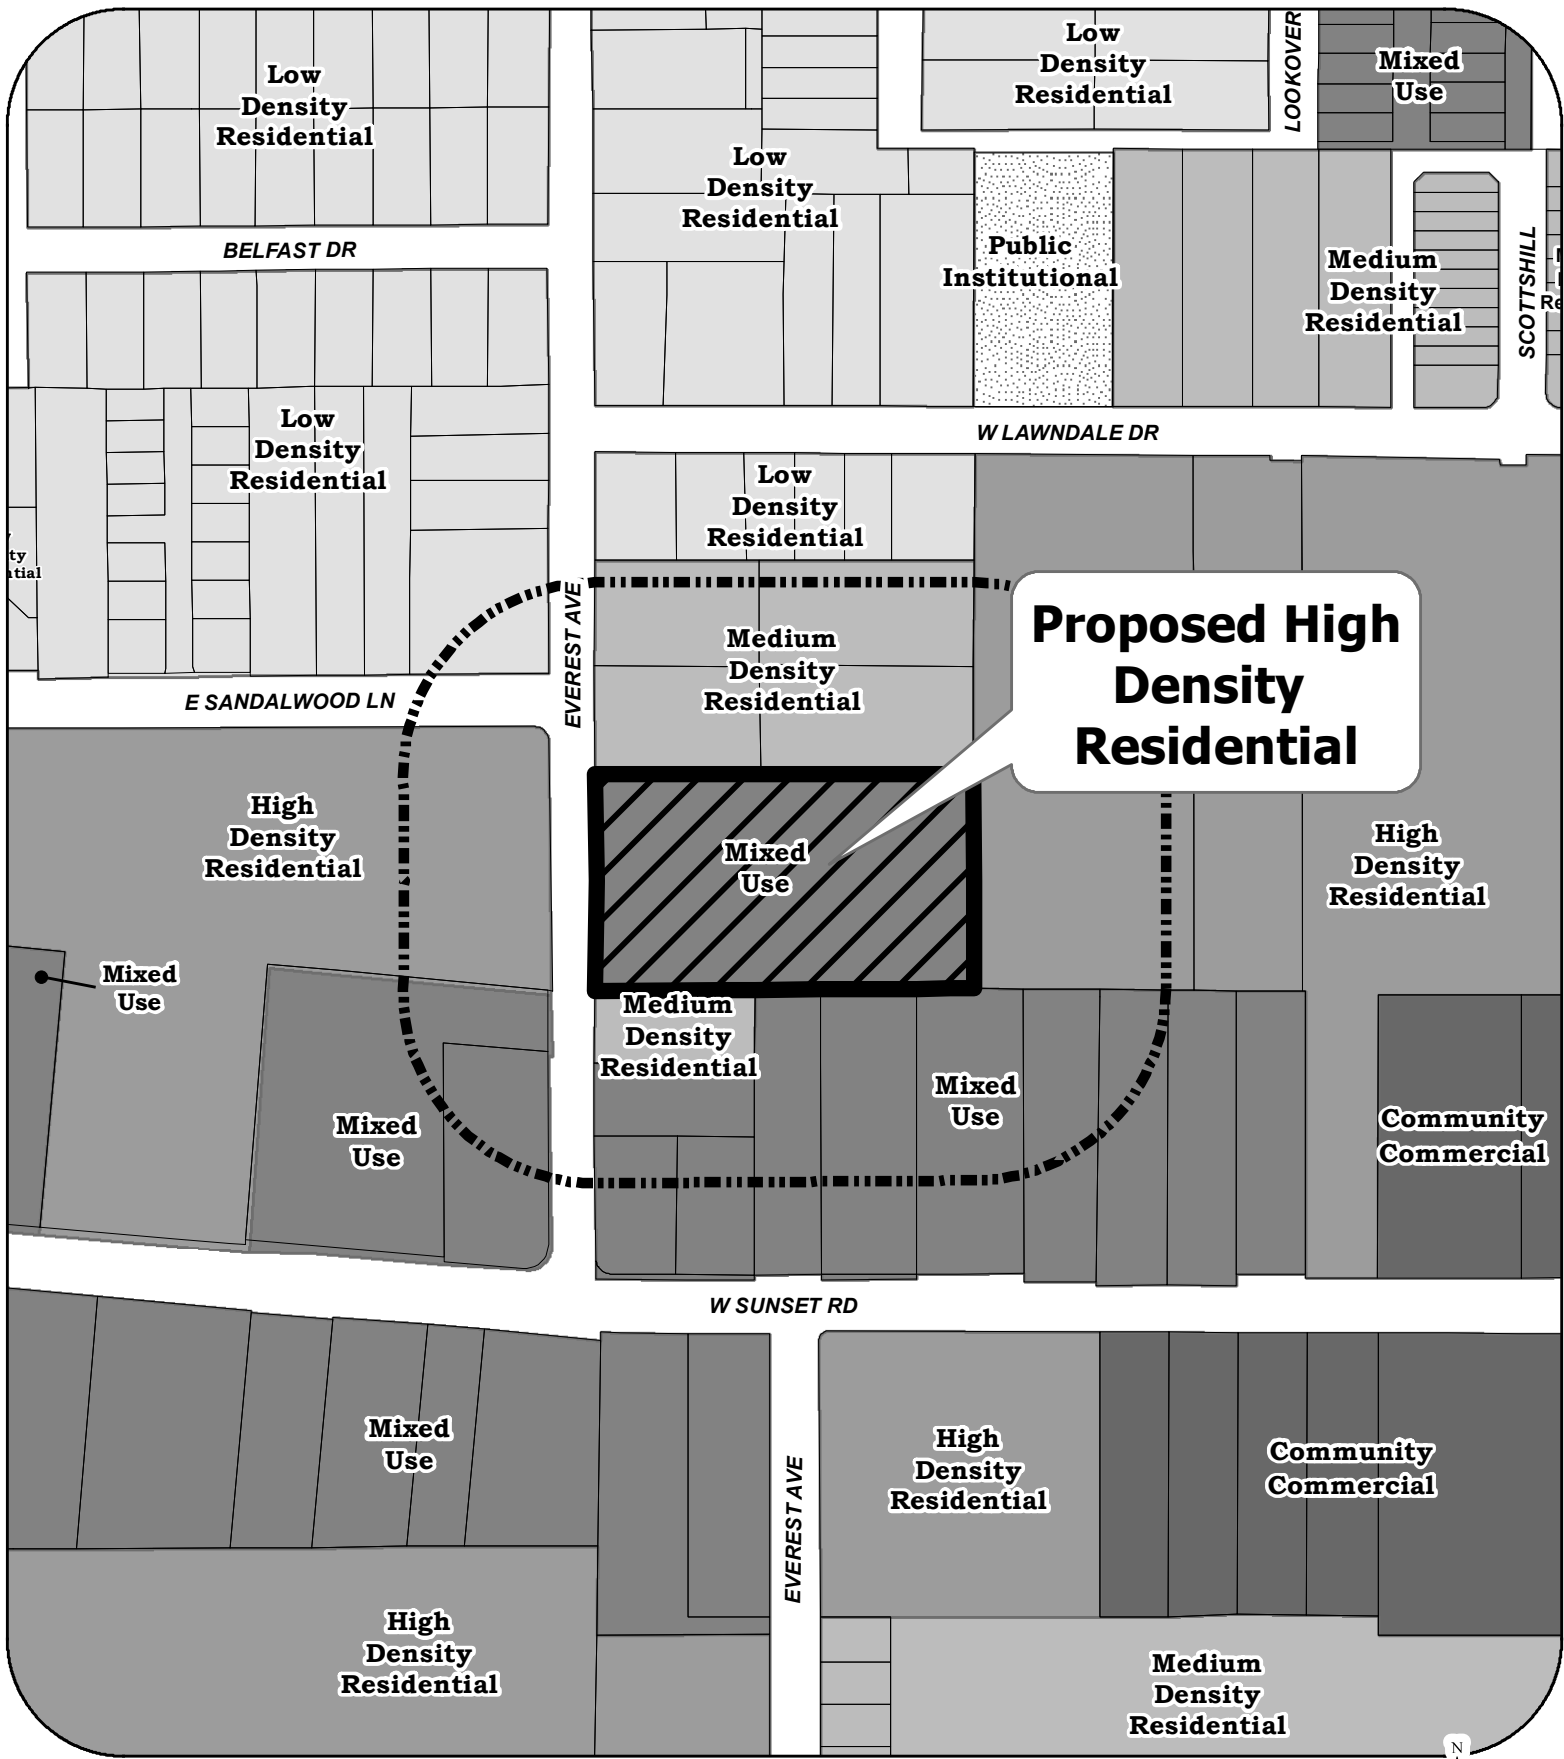 Low
Density
Residential
LOOKOVER
Mixed
Use
Low
Density
Residential
Low
Density
Residential
BELFAST DR
Public
Institutional
Medium
Density
Residential
SCOTTSHILL
Low
Density
Residential
W LAWNDALE DR
Low
Density
Residential
EVEREST AVE
Proposed High
Density
Residential
Medium
Density
Residential
E SANDALWOOD LN
High
Density
Residential
Mixed
Use
High
Density
Residential
Mixed
Use
Medium
Density
Residential
Mixed
Use
Mixed
Use
Community
Commercial
W SUNSET RD
Mixed
Use
EVEREST AVE
High
Density
Residential
Community
Commercial
High
Density
Residential
Medium
Density
Residential
N